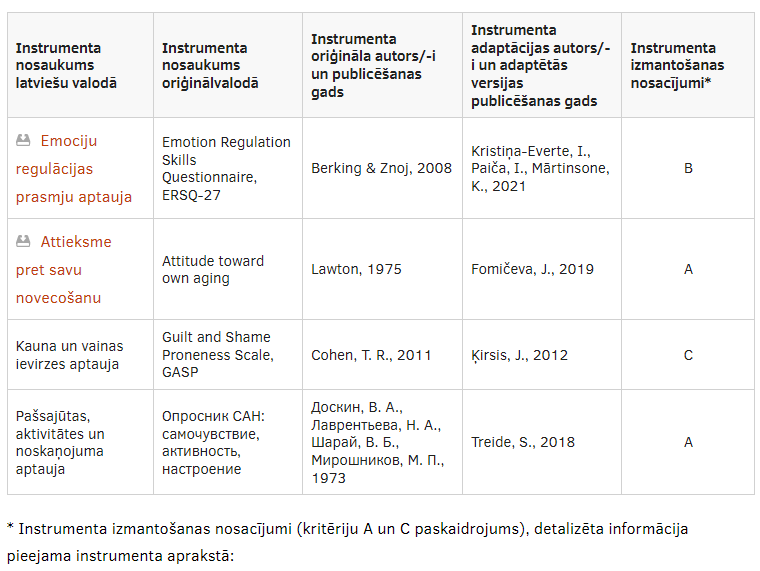 Instrumenta
nosaukums
latviešu valodā
Instrumenta
nosaukums
oriģinālvalodā
Instrumenta
oriģināla autors/-i
un publicēšanas
gads
Instrumenta
adaptācijas autors/-
i un adaptētās
versijas
publicēšanas gads
Instrumenta
izmantošanas
nosacījumi*
Emociju
regulācijas
prasmju aptauja
Emotion Regulation
Skills
Questionnaire,
ERSQ-27
Berking & Znoj, 2008
Kristiņa-Everte, I.,
Paiča, I., Mārtinsone,
K., 2021
B
Attieksme
pret savu
novecošanu
Attitude toward
own aging
Lawton, 1975
Fomičeva, J., 2019
A
Kauna un vainas
ievirzes aptauja
Guilt and Shame
Proneness Scale,
GASP
Cohen, T. R., 2011
Ķirsis, J., 2012
C
Pašsajūtas,
aktivitātes un
noskaņojuma
aptauja
Опросник САН:
самочувствие,
активность,
настроение
Доскин, В. А.,
Лаврентьева, Н. А.,
Шарай, В. Б.,
Мирошников, М. П.,
1973
Treide, S., 2018
A
* Instrumenta izmantošanas nosacījumi (kritēriju A un C paskaidrojums), detalizēta informācija
pieejama instrumenta aprakstā: